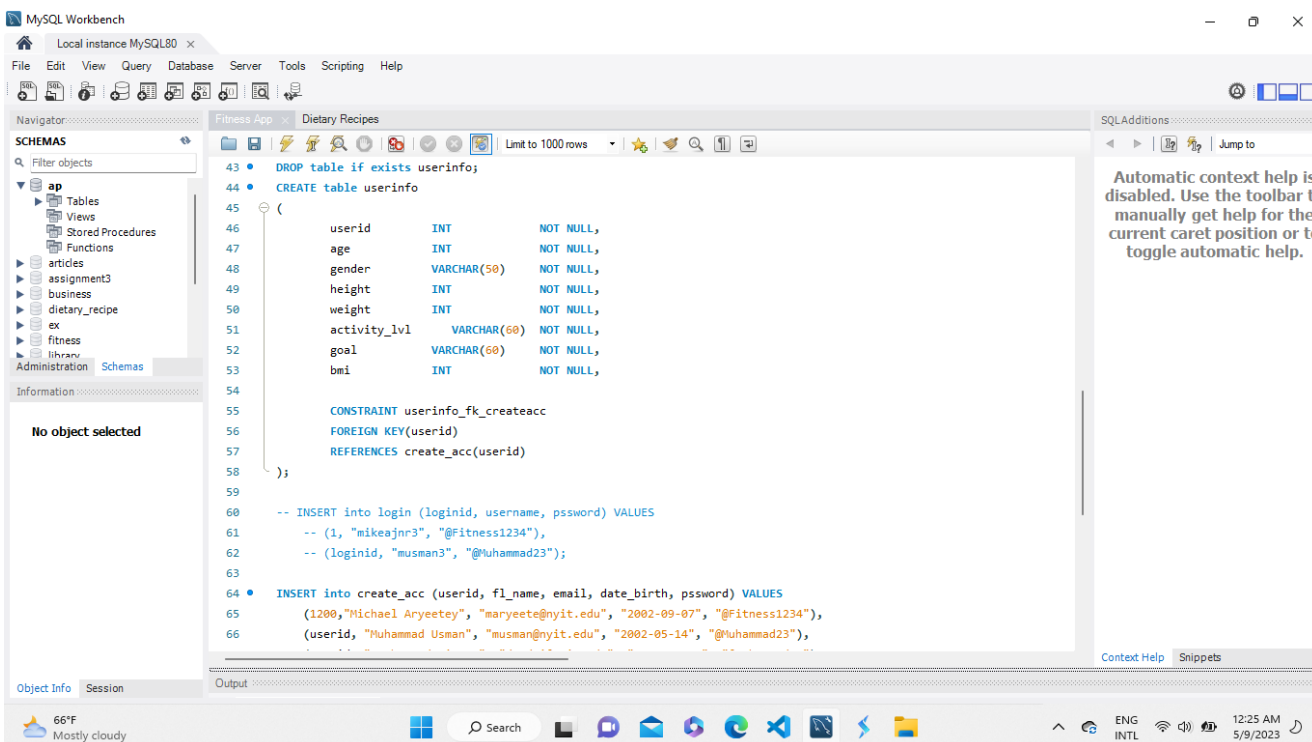 MySQL Workbench
Local instance MySQL80
File Edit View Query Database Server Tools Scripting Help
Navigator
SCHEMAS
Filter objects
ap
Tables
Views
Stored Procedures
Functions
articles
assignment3
business
dietary_recipe
ex
fitness
library
Administration Schemas
Information
No object selected
Object Info Session
Fitness App Dietary Recipes
Limit to 1000 rows
43 DROP table if exists userinfo;
44 CREATE table userinfo
45 (
46 userid INT NOT NULL,
47 age INT NOT NULL,
48 gender VARCHAR(50) NOT NULL,
49 height INT NOT NULL,
50 weight INT NOT NULL,
51 activity_lvl VARCHAR(60) NOT NULL,
52 goal VARCHAR(60) NOT NULL,
53 bmi INT NOT NULL,
54
55 CONSTRAINT userinfo_fk_createacc
56 FOREIGN KEY(userid)
57 REFERENCES create_acc(userid)
58 );
59
60 -- INSERT into login (loginid, username, pssword) VALUES
61 -- (1, "mikeajnr3", "@Fitness1234"),
62 -- (loginid, "musman3", "@Muhammad23");
63
64 INSERT into create_acc (userid, fl_name, email, date_birth, pssword) VALUES
65 (1200,"Michael Aryeetey", "maryeete@nyit.edu", "2002-09-07", "@Fitness1234"),
66 (userid, "Muhammad Usman", "musman@nyit.edu", "2002-05-14", "@Muhammad23"),
Output
SQLAdditions
Jump to
Automatic context help is
disabled. Use the toolbar t
manually get help for the
current caret position or to
toggle automatic help.
Context Help Snippets
66°F
Mostly cloudy
Search
ENG
INTL
12:25 AM
5/9/2023